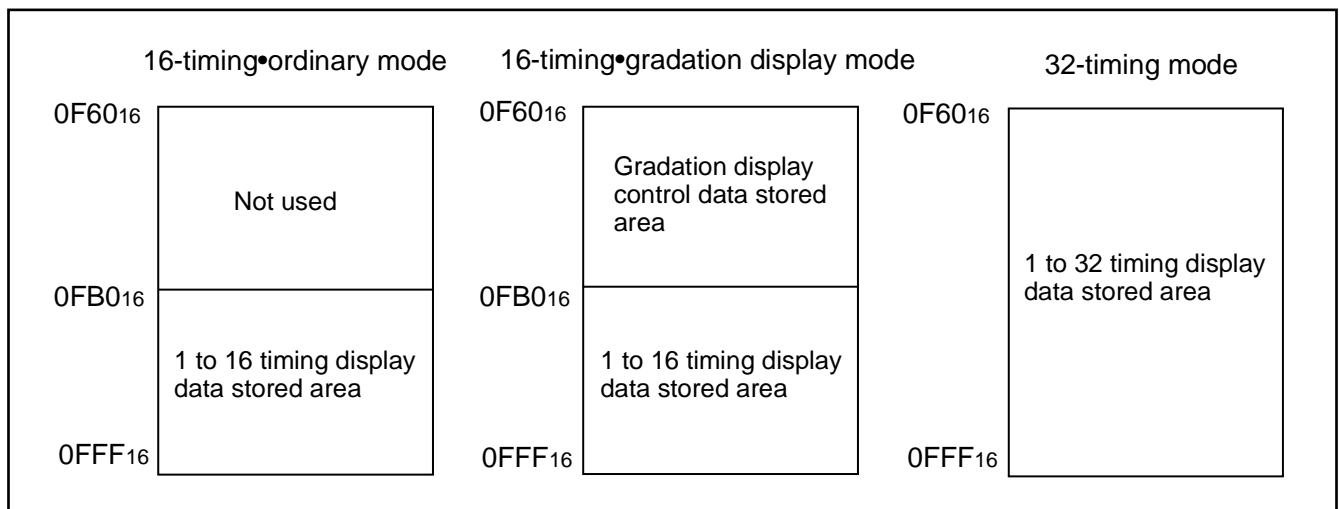 16-timing•ordinary mode
0F6016
Not used
0FB016
1 to 16 timing display
data stored area
0FFF16
16-timing•gradation display mode
0F6016
Gradation display
control data stored
area
0FB016
1 to 16 timing display
data stored area
0FFF16
32-timing mode
0F6016
1 to 32 timing display
data stored area
0FFF16